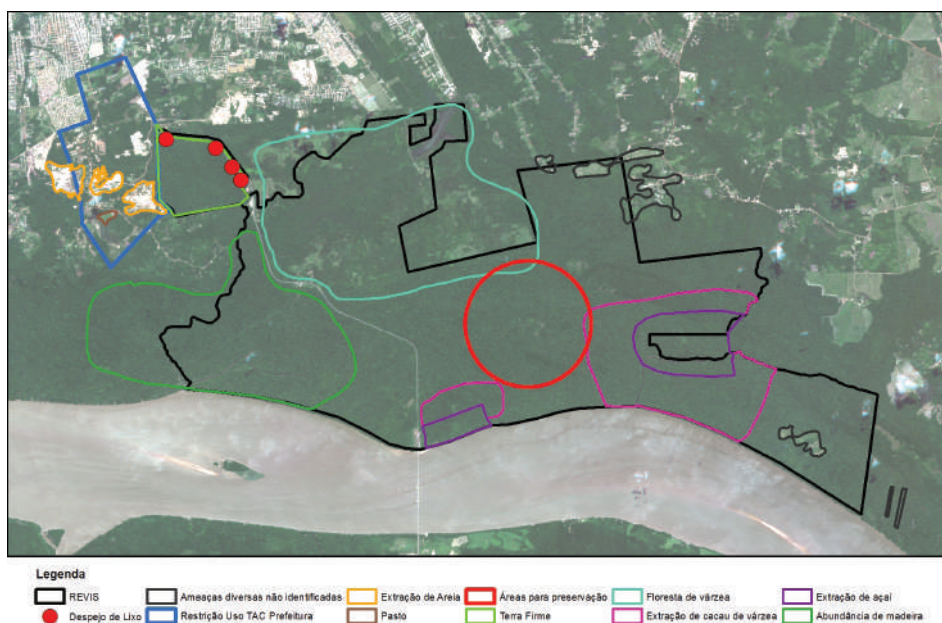 Legenda
REVIS
Ameaças diversas não identificadas
Extração de Areia
Áreas para preservação
Floresta de várzea
Extração de açaí
Despejo de Lixo
Restrição Uso TAC Prefeitura
Pasto
Terra Firme
Extração de cacau de várzea
Abundância de madeira